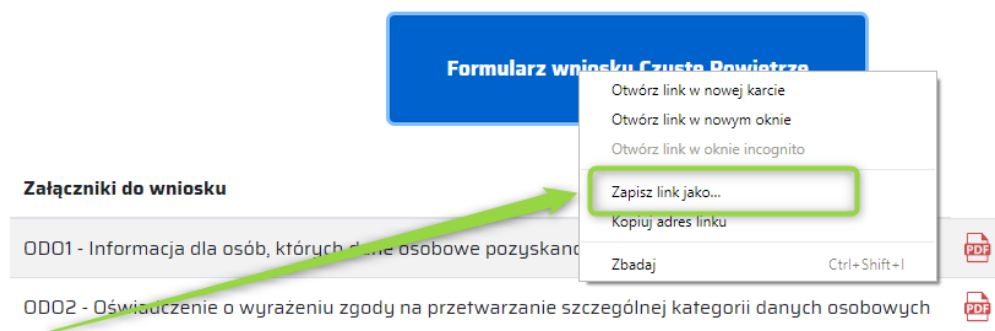 Formularz wniosku Czyste Powietrze
Otwórz link w nowej karcie
Otwórz link w nowym oknie
Otwórz link w oknie incognito
Zapisz link jako...
Kopiuj adres linku
Zbadaj Ctrl+Shift+I
Załączniki do wniosku
ODO1 - Informacja dla osób, których dane osobowe pozyskano
PDF
ODO2 - Oświadczenie o wyrażeniu zgody na przetwarzanie szczególnej kategorii danych osobowych
PDF